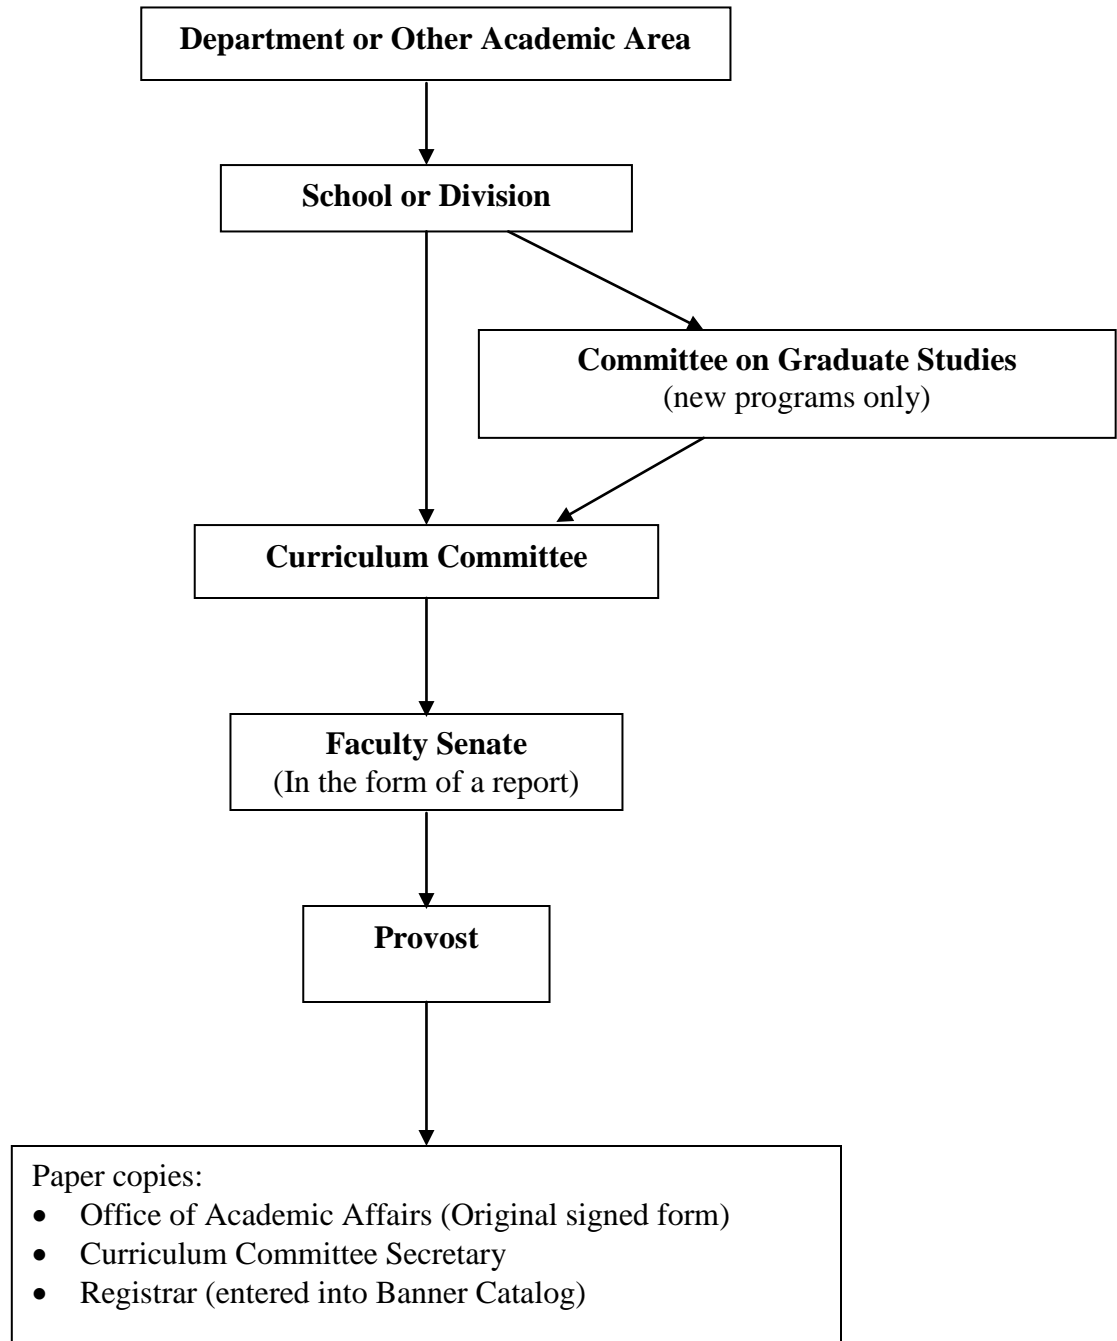 Department or Other Academic Area
School or Division
Committee on Graduate Studies
(new programs only)
Curriculum Committee
Faculty Senate
(In the form of a report)
Provost
Paper copies:
• Office of Academic Affairs (Original signed form)
• Curriculum Committee Secretary
• Registrar (entered into Banner Catalog)